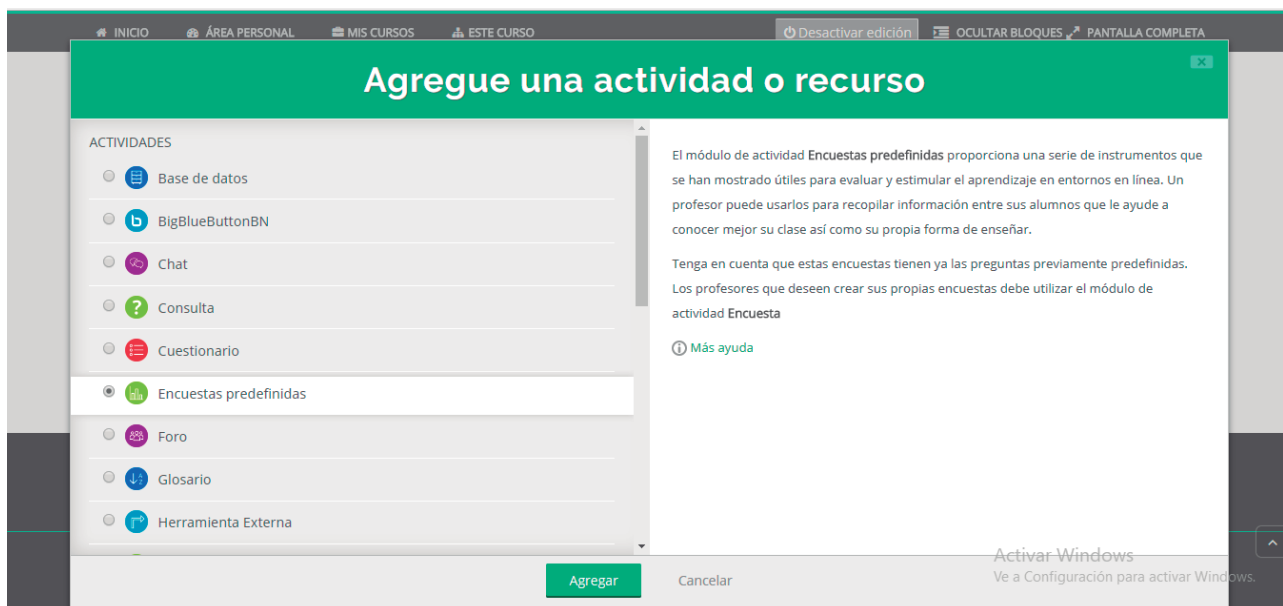 INICIO ÁREA PERSONAL MIS CURSOS ESTE CURSO Desactivar edición OCULTAR BLOQUES PANTALLA COMPLETA
Agregue una actividad o recurso
ACTIVIDADES
Base de datos
BigBlueButtonBN
Chat
Consulta
Cuestionario
Encuestas predefinidas
Foro
Glosario
Herramienta Externa
El módulo de actividad Encuestas predefinidas proporciona una serie de instrumentos que
se han mostrado útiles para evaluar y estimular el aprendizaje en entornos en línea. Un
profesor puede usarlos para recopilar información entre sus alumnos que le ayude a
conocer mejor su clase así como su propia forma de enseñar.
Tenga en cuenta que estas encuestas tienen ya las preguntas previamente predefinidas.
Los profesores que deseen crear sus propias encuestas debe utilizar el módulo de
actividad Encuesta
Más ayuda
Agregar Cancelar
Activar Windows
Ve a Configuración para activar Windows.